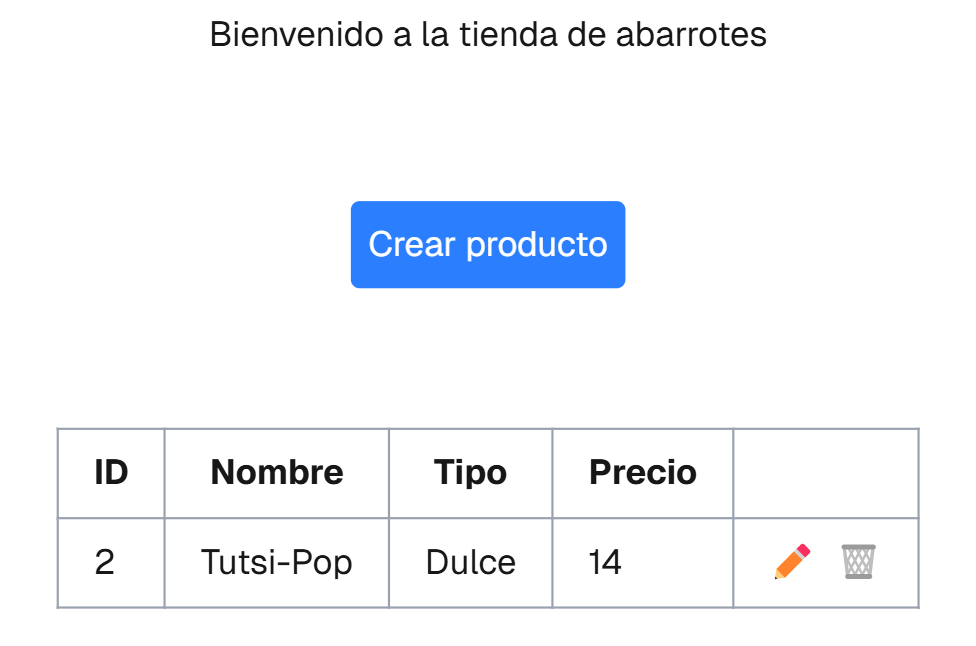 Bienvenido a la tienda de abarrotes
Crear producto
ID Nombre Tipo Precio
2 Tutsi-Pop Dulce 14